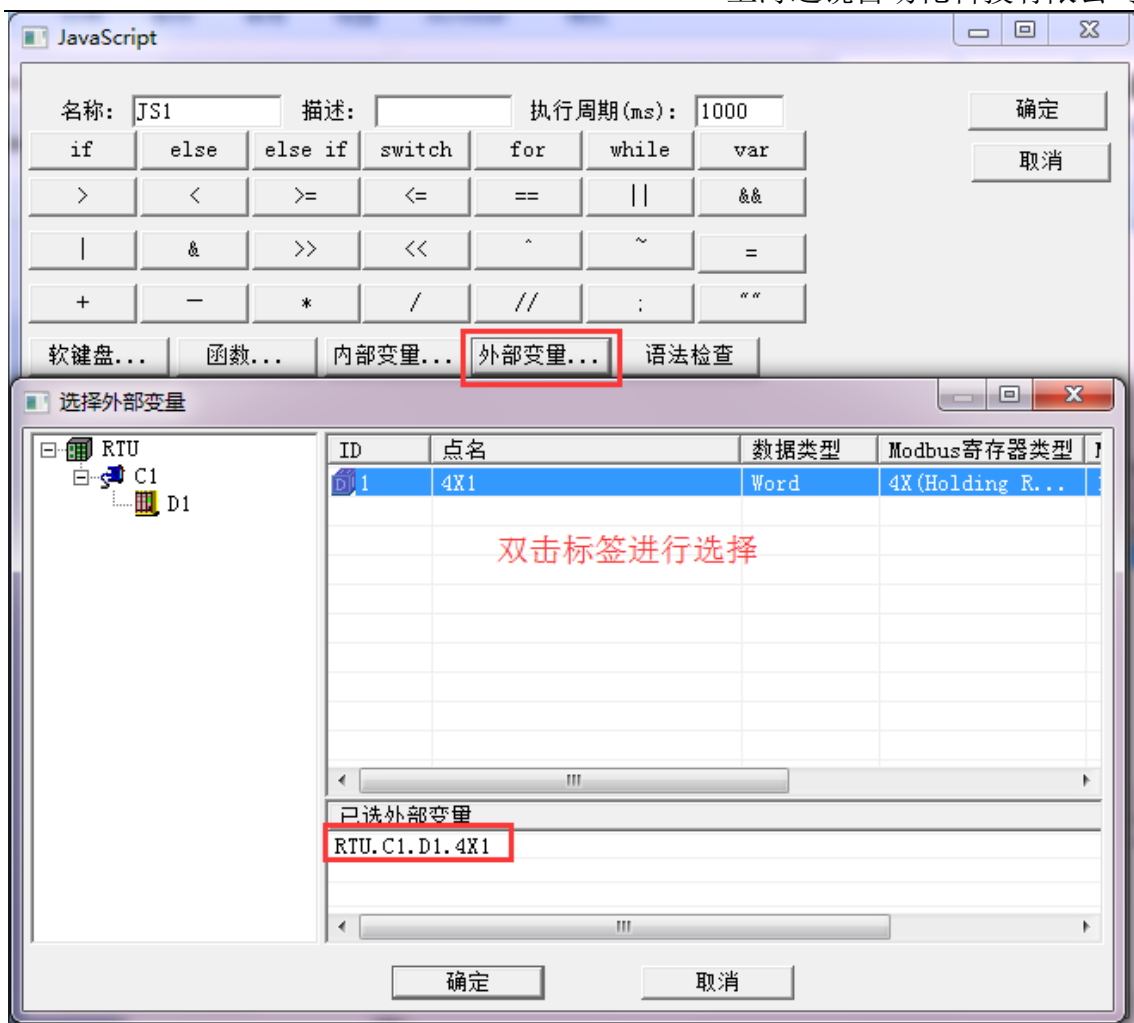 JavaScript
名称： JS1 描述： 执行周期(ms)： 1000 确定
if else else if switch for while var
取消
> < >= <= == || &&
| & >> << ^ ~ =
+ — * / // ; ""
软键盘... 函数... 内部变量... 外部变量... 语法检查
选择外部变量
RTU
C1
D1
ID 点名 数据类型 Modbus寄存器类型
1 4X1 Word 4X(Holding R...
双击标签进行选择
已选外部变量
RTU.C1.D1.4X1
确定 取消